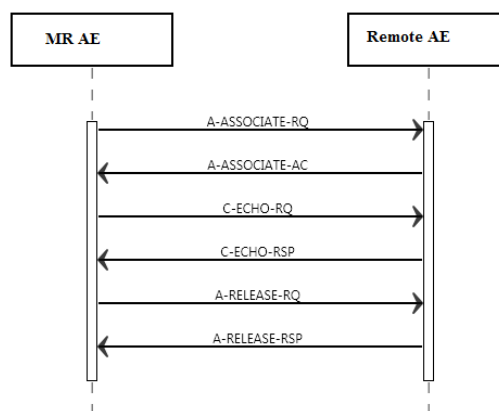 MR AE
Remote AE
A-ASSOCIATE-RQ
A-ASSOCIATE-AC
C-ECHO-RQ
C-ECHO-RSP
A-RELEASE-RQ
A-RELEASE-RSP